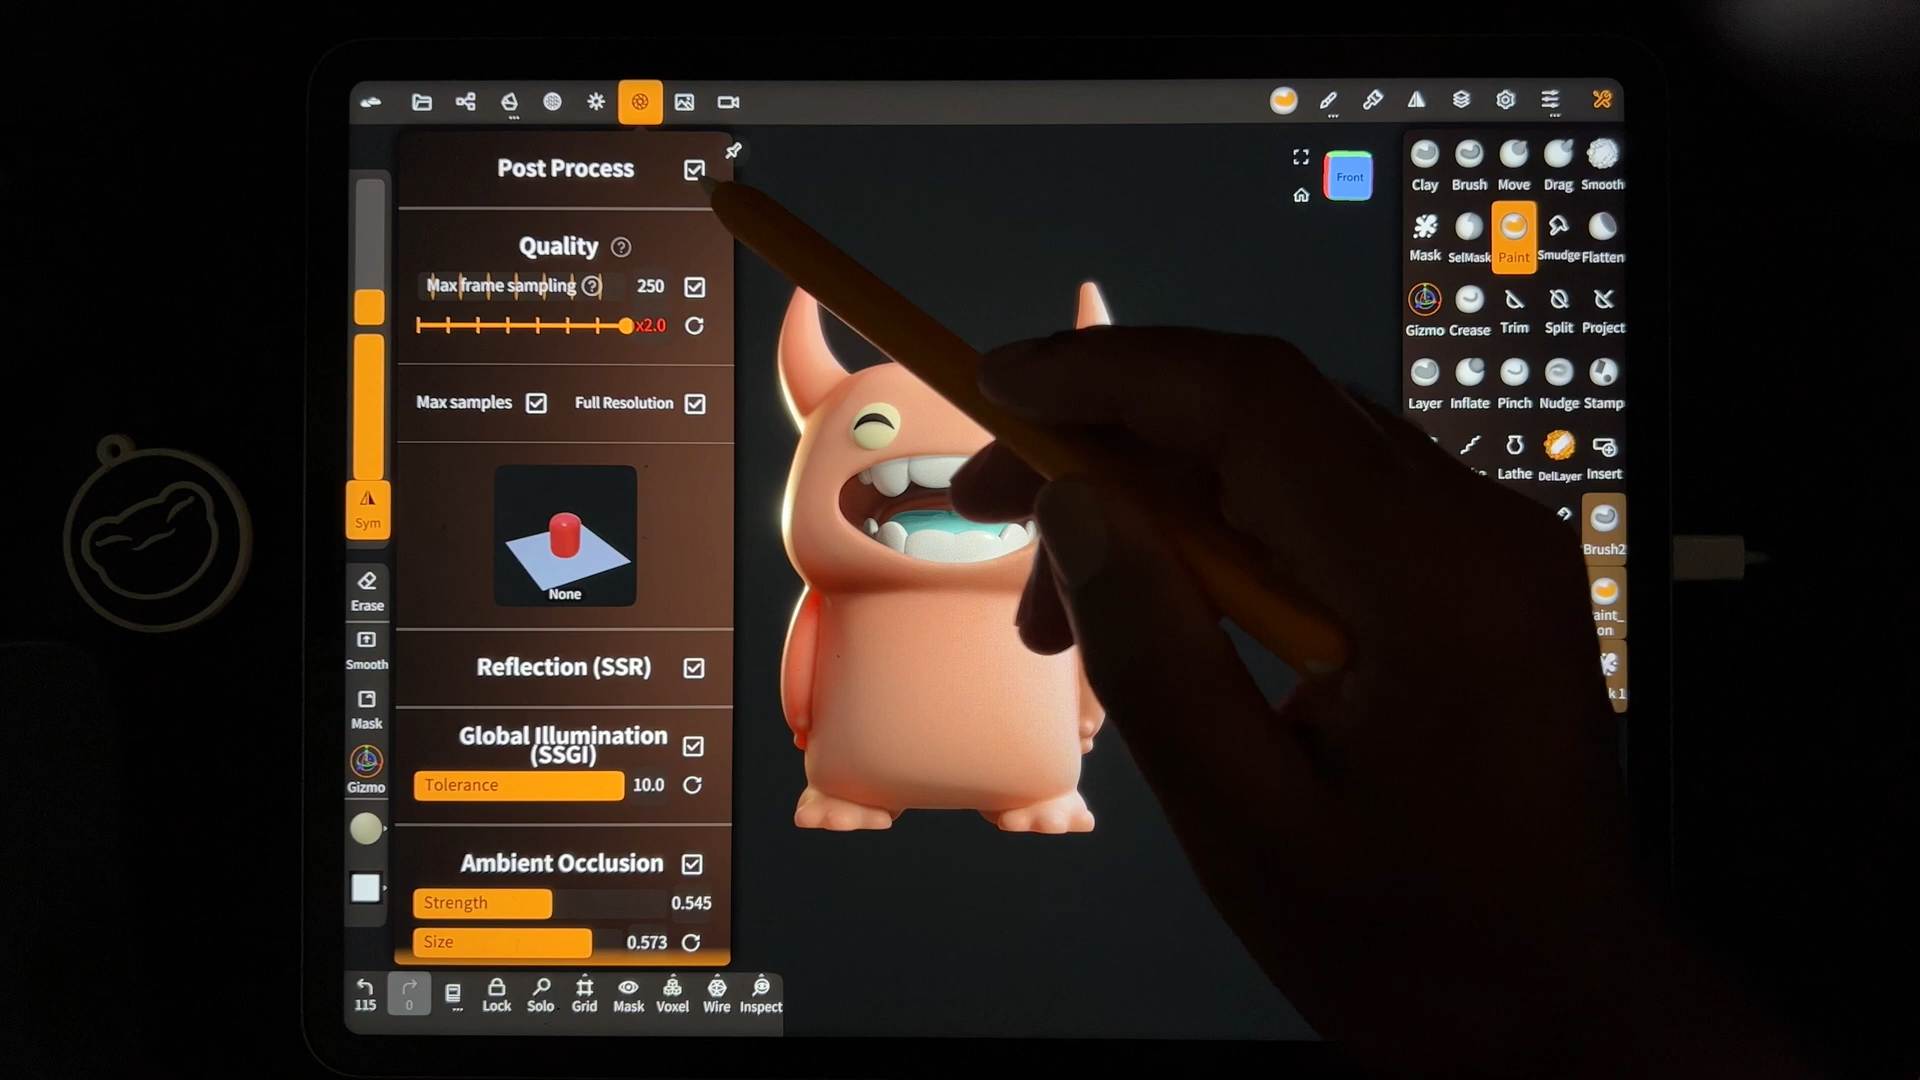 Post Process
Quality ?
Max frame sampling ? 250
x2.0
Max samples
Full Resolution
None
Reflection (SSR)
Global Illumination
(SSGI)
Tolerance 10.0
Ambient Occlusion
Strength 0.545
Size 0.573
Sym
Erase
Smooth
Mask
Gizmo
115
0
Lock
Solo
Grid
Mask
Voxel
Wire
Inspect
Front
Clay
Brush
Move
Drag
Smooth
Mask
SelMask
Paint
Smudge
Flatten
Gizmo
Crease
Trim
Split
Project
Layer
Inflate
Pinch
Nudge
Stamp
Lathe
DelLayer
Insert
Brush2
aint_
on
k 1